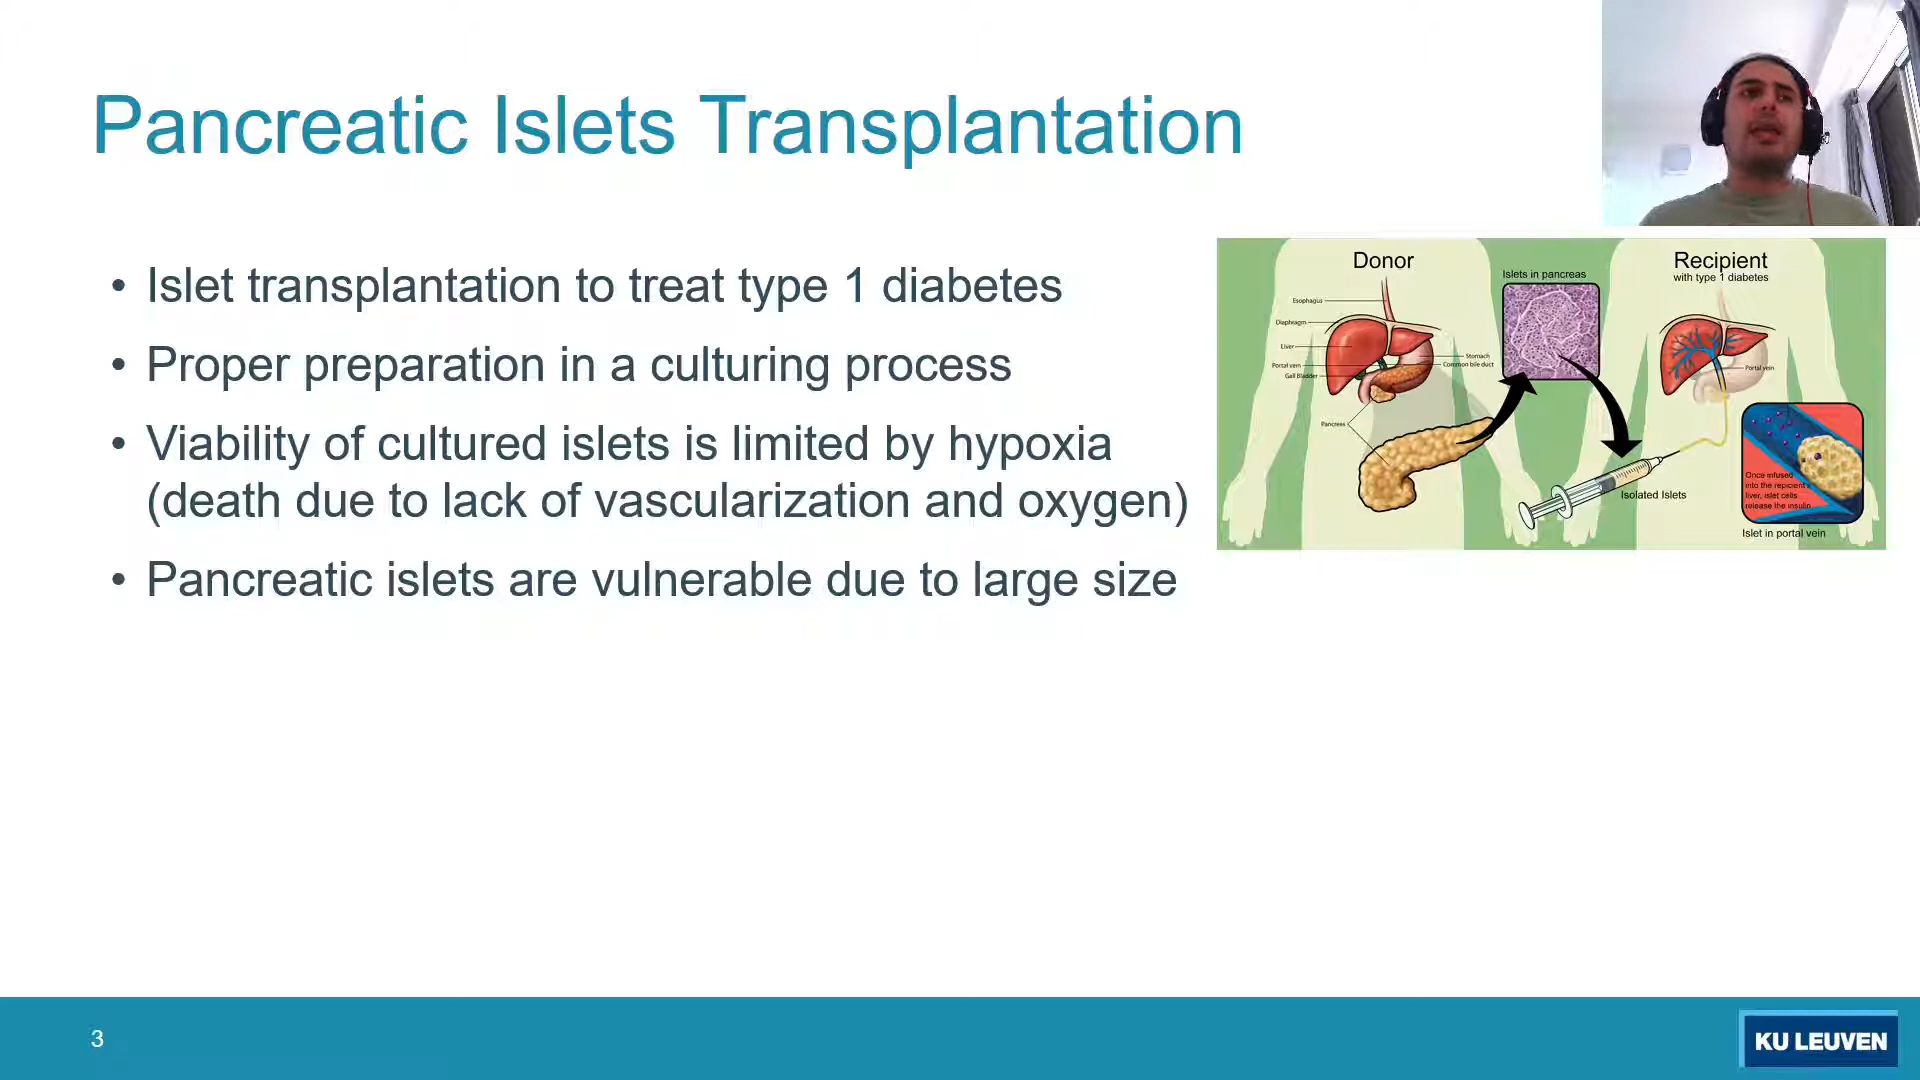 Pancreatic Islets Transplantation
• Islet transplantation to treat type 1 diabetes
• Proper preparation in a culturing process
• Viability of cultured islets is limited by hypoxia
(death due to lack of vascularization and oxygen)
• Pancreatic islets are vulnerable due to large size
Donor
Esophagus
Diaphragm
Liver
Portal vein
Gall Bladder
Stomach
Common bile duct
Pancreas
Islets in pancreas
Isolated Islets
Recipient
with type 1 diabetes
Portal vein
Once infused
into the repicient's
liver, islet cells
release the insulin
Islet in portal vein
3
KU LEUVEN